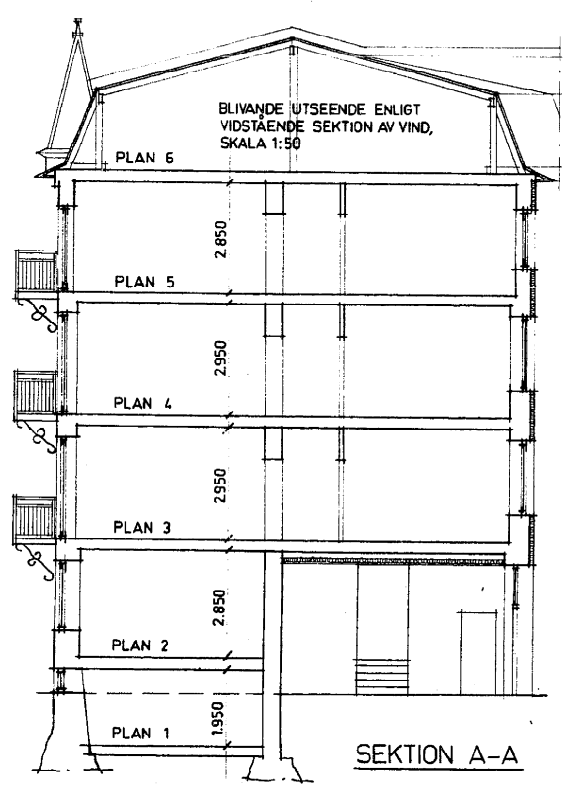 BLIVANDE UTSEENDE ENLIGT
VIDSTÅENDE SEKTION AV VIND,
SKALA 1:50
PLAN 6
2.850
PLAN 5
2.950
PLAN 4
2.950
PLAN 3
2.850
PLAN 2
1.950
PLAN 1
SEKTION A-A